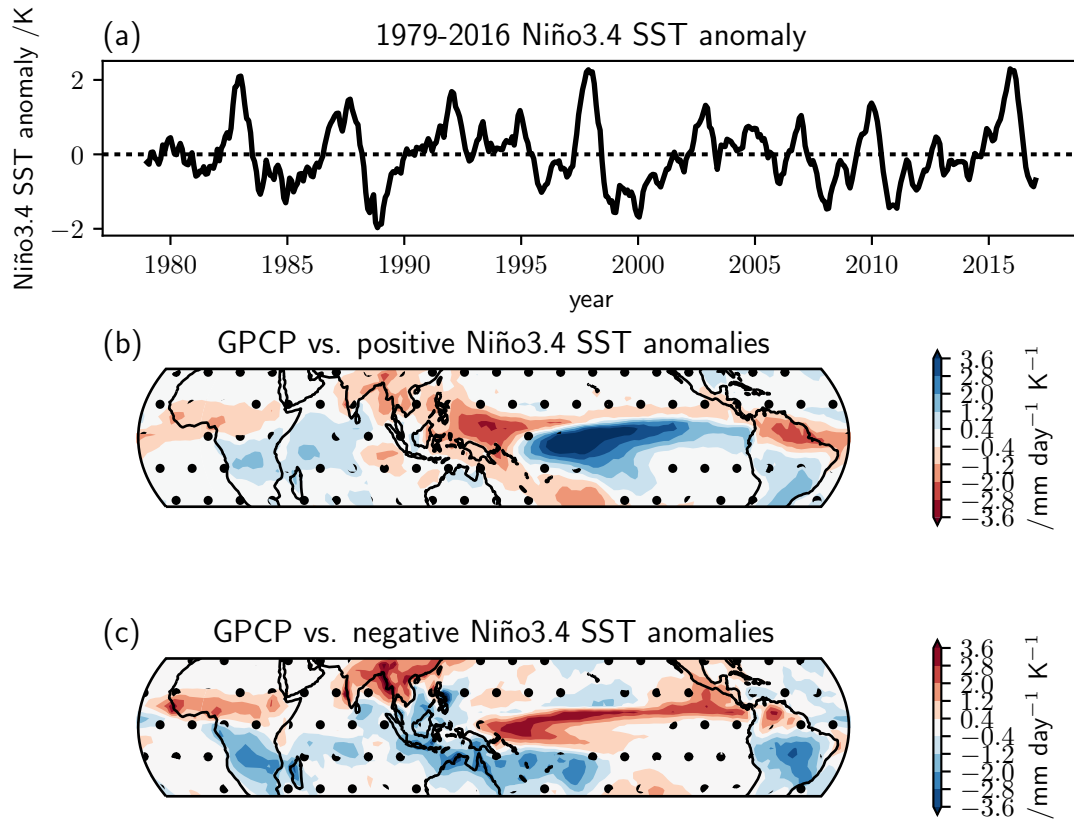 (a)
1979-2016 Niño3.4 SST anomaly
Niño3.4 SST anomaly /K
2
0
−2
1980 1985 1990 1995 2000 2005 2010 2015
year
(b)
GPCP vs. positive Niño3.4 SST anomalies
3.6
2.8
2.0
1.2
0.4
−0.4
−1.2
−2.0
−2.8
−3.6
/mm day⁻¹ K⁻¹
(c)
GPCP vs. negative Niño3.4 SST anomalies
3.6
2.8
2.0
1.2
0.4
−0.4
−1.2
−2.0
−2.8
−3.6
/mm day⁻¹ K⁻¹